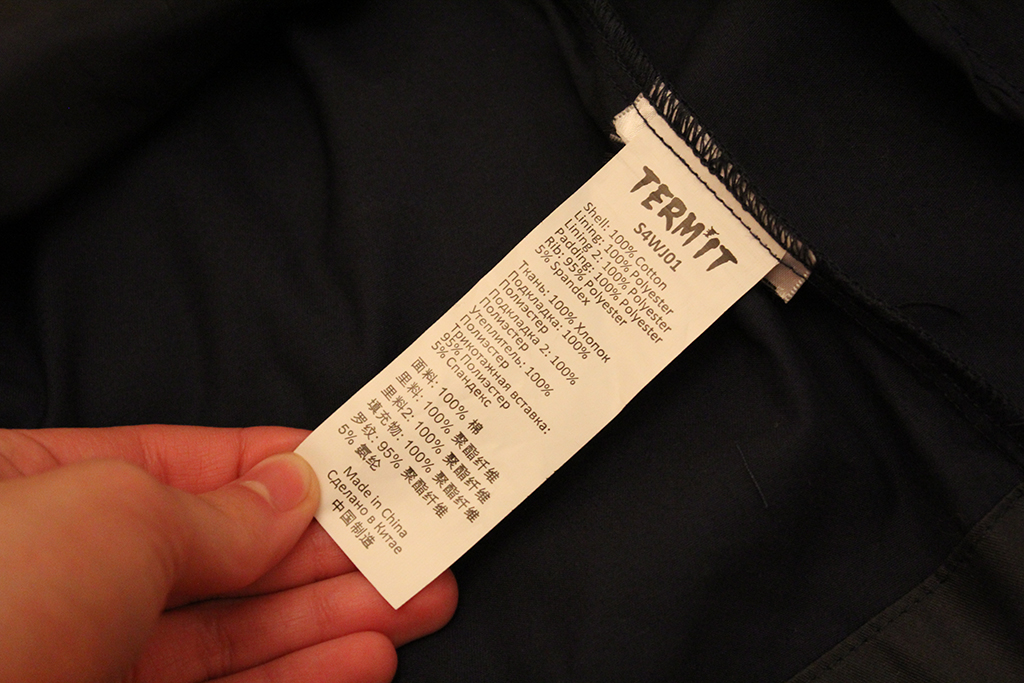 TERMIT
S4WJ01
Shell: 100% Cotton
Lining: 100% Polyester
Lining 2: 100% Polyester
Padding: 100% Polyester
Rib: 95% Polyester
5% Spandex
Ткань: 100% Хлопок
Подкладка: 100%
Полиэстер
Подкладка 2: 100%
Полиэстер
Утеплитель: 100%
Полиэстер
Трикотажная вставка:
95% Полиэстер
5% Спандекс
面料: 100% 棉
里料: 100% 聚酯纤维
里料2: 100% 聚酯纤维
填充物: 100% 聚酯纤维
罗纹: 95% 聚酯纤维
5% 氨纶
Made in China
Сделано в Китае
中国制造